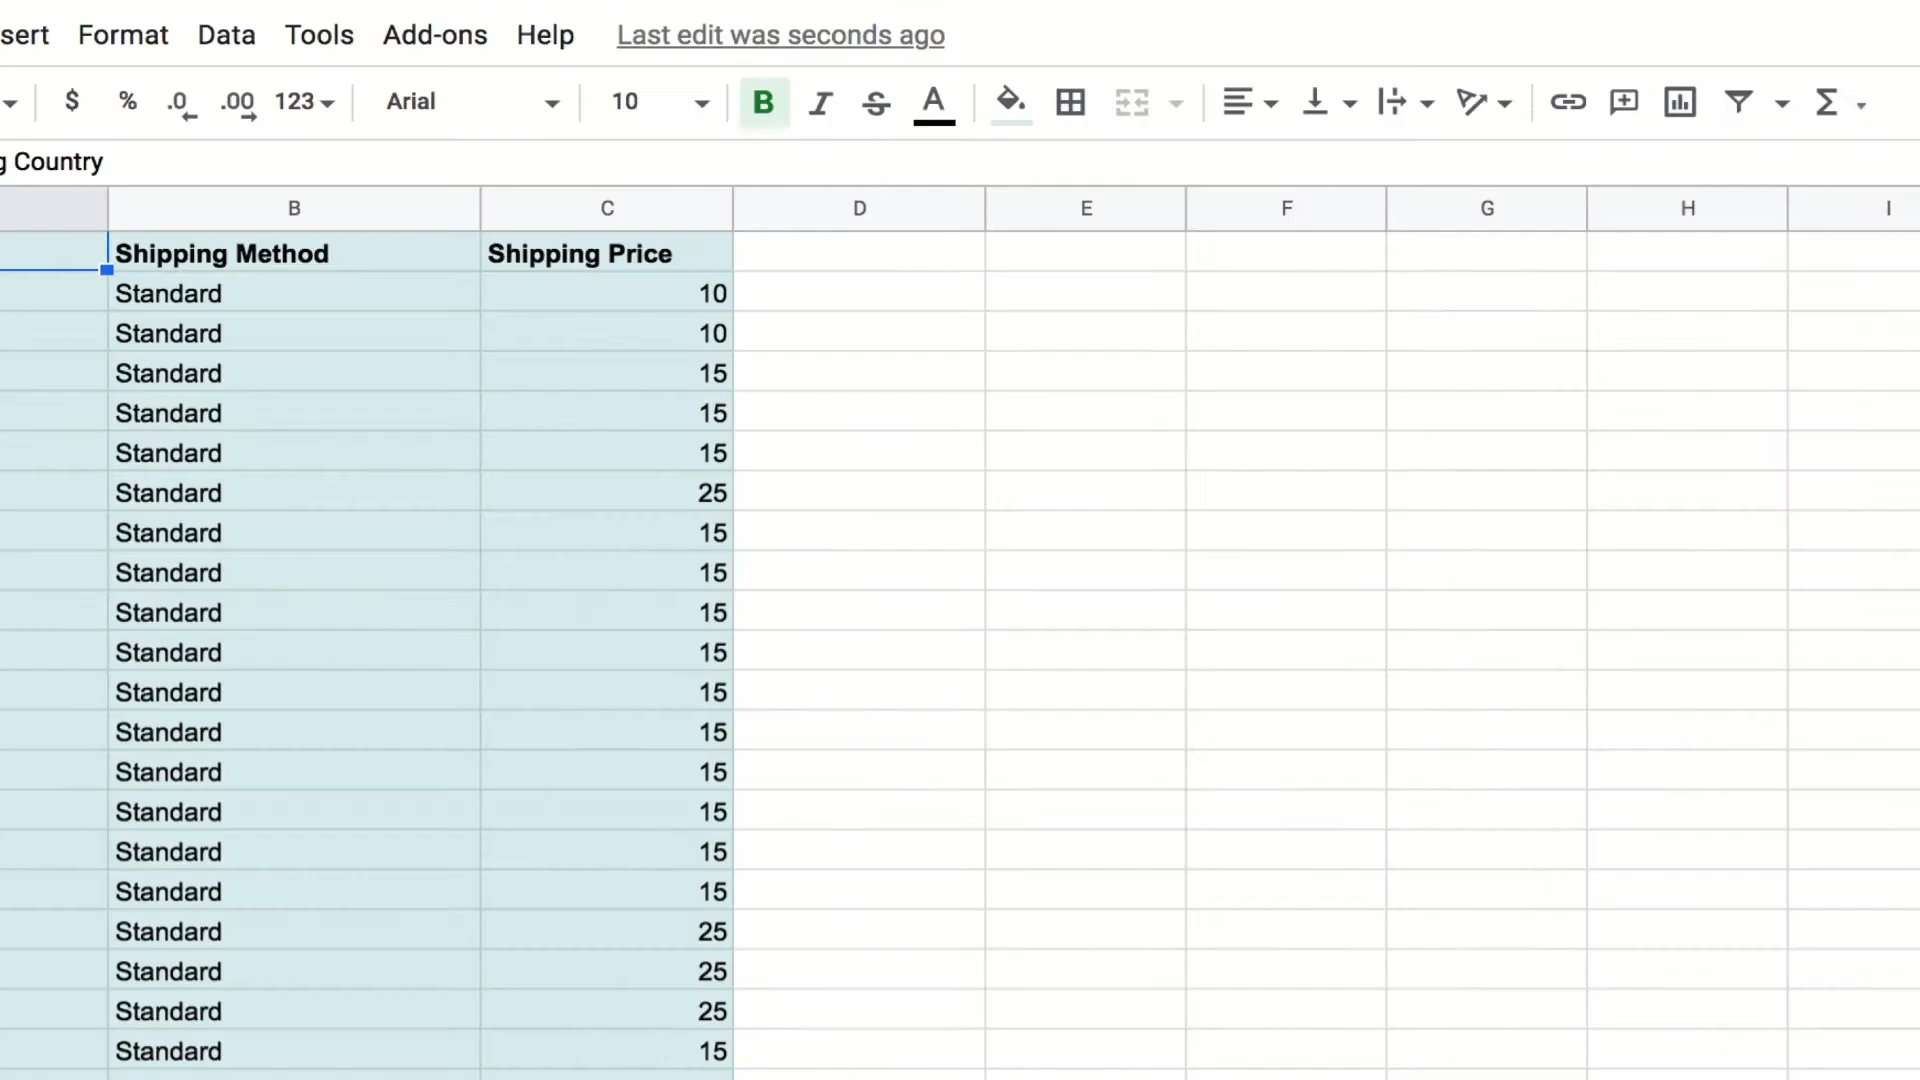 sert Format Data Tools Add-ons Help Last edit was seconds ago
$ % .0 .00 123 Arial 10 B I S A Σ
g Country
B C D E F G H I
Shipping Method Shipping Price
Standard 10
Standard 10
Standard 15
Standard 15
Standard 15
Standard 25
Standard 15
Standard 15
Standard 15
Standard 15
Standard 15
Standard 15
Standard 15
Standard 15
Standard 15
Standard 15
Standard 25
Standard 25
Standard 25
Standard 15